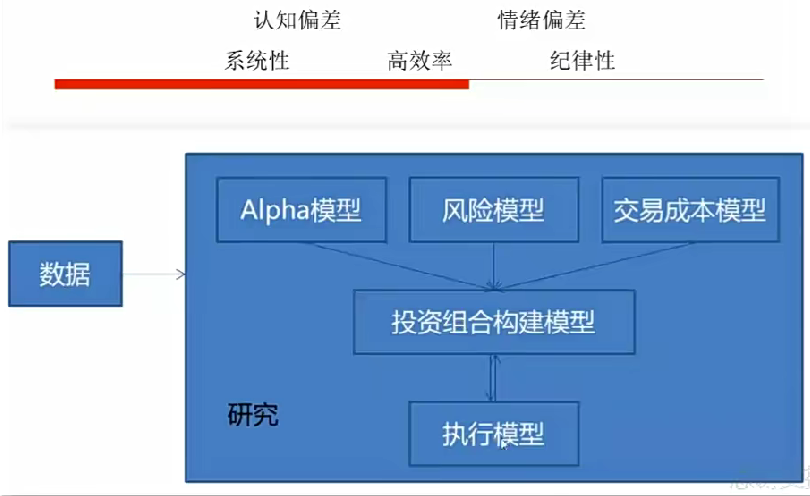 认知偏差 情绪偏差
系统性 高效率 纪律性
Alpha模型 风险模型 交易成本模型
数据
投资组合构建模型
研究
执行模型